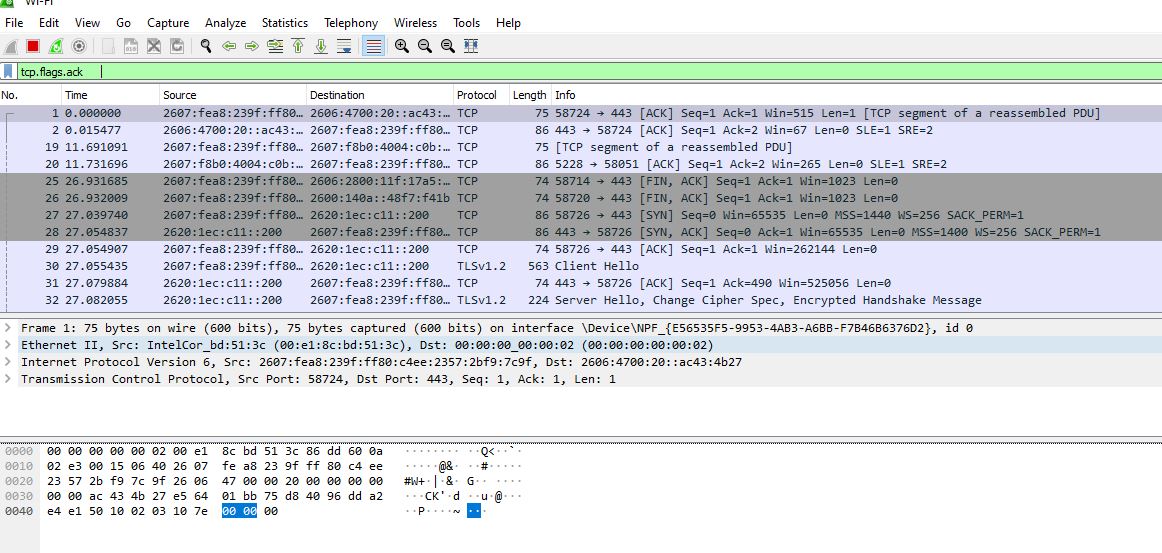 Wi-Fi
File Edit View Go Capture Analyze Statistics Telephony Wireless Tools Help
tcp.flags.ack
No. Time Source Destination Protocol Length Info
1 0.000000 2607:fea8:239f:ff80… 2606:4700:20::ac43:… TCP 75 58724 → 443 [ACK] Seq=1 Ack=1 Win=515 Len=1 [TCP segment of a reassembled PDU]
2 0.015477 2606:4700:20::ac43:… 2607:fea8:239f:ff80… TCP 86 443 → 58724 [ACK] Seq=1 Ack=2 Win=67 Len=0 SLE=1 SRE=2
19 11.691091 2607:fea8:239f:ff80… 2607:f8b0:4004:c0b:… TCP 75 [TCP segment of a reassembled PDU]
20 11.731696 2607:f8b0:4004:c0b:… 2607:fea8:239f:ff80… TCP 86 5228 → 58051 [ACK] Seq=1 Ack=2 Win=265 Len=0 SLE=1 SRE=2
25 26.931685 2607:fea8:239f:ff80… 2606:2800:11f:17a5:… TCP 74 58714 → 443 [FIN, ACK] Seq=1 Ack=1 Win=1023 Len=0
26 26.932009 2607:fea8:239f:ff80… 2600:140a::48f7:f41b TCP 74 58720 → 443 [FIN, ACK] Seq=1 Ack=1 Win=1023 Len=0
27 27.039740 2607:fea8:239f:ff80… 2620:1ec:c11::200 TCP 86 58726 → 443 [SYN] Seq=0 Win=65535 Len=0 MSS=1440 WS=256 SACK_PERM=1
28 27.054837 2620:1ec:c11::200 2607:fea8:239f:ff80… TCP 86 443 → 58726 [SYN, ACK] Seq=0 Ack=1 Win=65535 Len=0 MSS=1400 WS=256 SACK_PERM=1
29 27.054907 2607:fea8:239f:ff80… 2620:1ec:c11::200 TCP 74 58726 → 443 [ACK] Seq=1 Ack=1 Win=262144 Len=0
30 27.055435 2607:fea8:239f:ff80… 2620:1ec:c11::200 TLSv1.2 563 Client Hello
31 27.079884 2620:1ec:c11::200 2607:fea8:239f:ff80… TCP 74 443 → 58726 [ACK] Seq=1 Ack=490 Win=525056 Len=0
32 27.082055 2620:1ec:c11::200 2607:fea8:239f:ff80… TLSv1.2 224 Server Hello, Change Cipher Spec, Encrypted Handshake Message
Frame 1: 75 bytes on wire (600 bits), 75 bytes captured (600 bits) on interface \Device\NPF_{E56535F5-9953-4AB3-A6BB-F7B46B6376D2}, id 0
Ethernet II, Src: IntelCor_bd:51:3c (00:e1:8c:bd:51:3c), Dst: 00:00:00_00:00:02 (00:00:00:00:00:02)
Internet Protocol Version 6, Src: 2607:fea8:239f:ff80:c4ee:2357:2bf9:7c9f, Dst: 2606:4700:20::ac43:4b27
Transmission Control Protocol, Src Port: 58724, Dst Port: 443, Seq: 1, Ack: 1, Len: 1
0000 00 00 00 00 00 02 00 e1 8c bd 51 3c 86 dd 60 0a ········ ··Q<··`·
0010 02 e3 00 15 06 40 26 07 fe a8 23 9f ff 80 c4 ee ·····@&· ··#·····
0020 23 57 2b f9 7c 9f 26 06 47 00 00 20 00 00 00 00 #W+·|·&· G·· ····
0030 00 00 ac 43 4b 27 e5 64 01 bb 75 d8 40 96 dd a2 ···CK'·d ··u·@···
0040 e4 e1 50 10 02 03 10 7e 00 00 00 ··P····~ ···